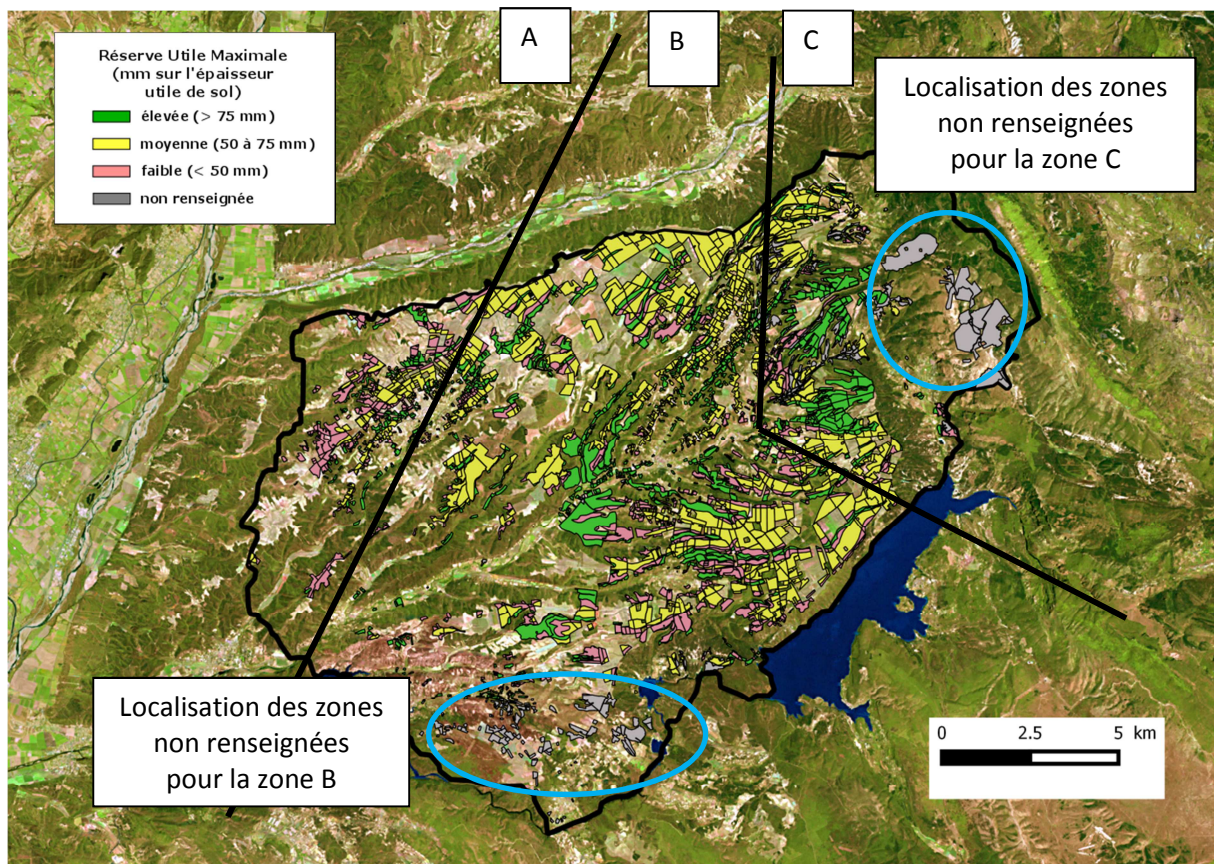 A
B
C
Réserve Utile Maximale
(mm sur l'épaisseur
utile de sol)
élevée (> 75 mm)
moyenne (50 à 75 mm)
faible (< 50 mm)
non renseignée
Localisation des zones
non renseignées
pour la zone C
Localisation des zones
non renseignées
pour la zone B
0 2.5 5 km